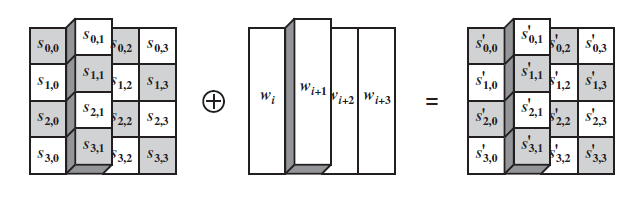 s0,0 s0,1 s0,2 s0,3
s1,0 s1,1 s1,2 s1,3
s2,0 s2,1 s2,2 s2,3
s3,0 s3,1 s3,2 s3,3
⊕
wi wi+1 wi+2 wi+3
=
s'0,0 s'0,1 s'0,2 s'0,3
s'1,0 s'1,1 s'1,2 s'1,3
s'2,0 s'2,1 s'2,2 s'2,3
s'3,0 s'3,1 s'3,2 s'3,3